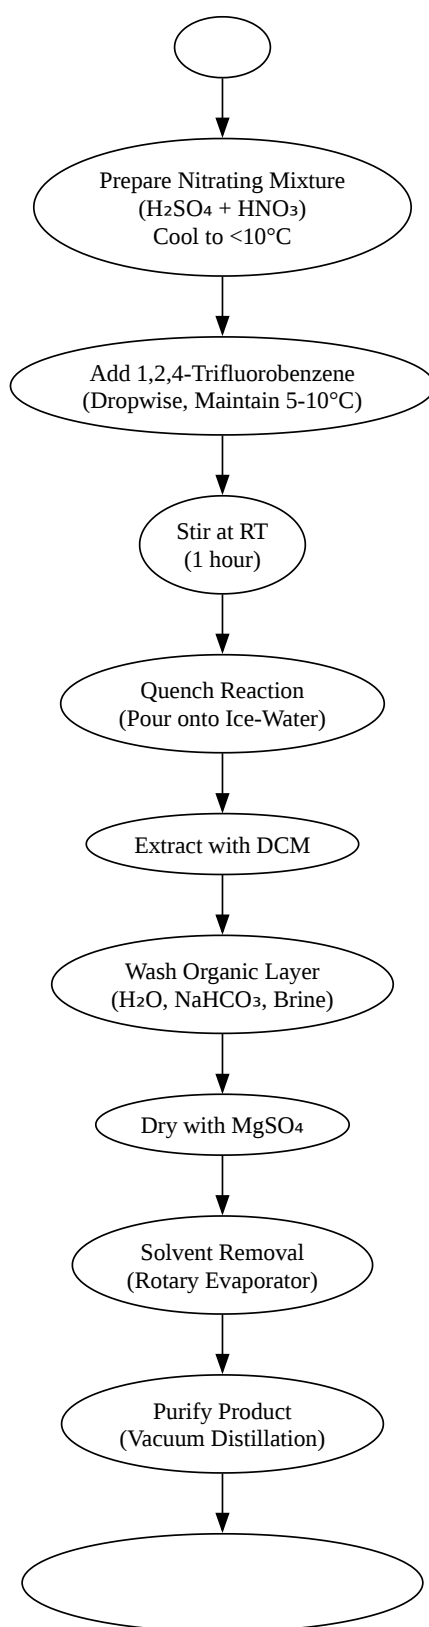 Prepare Nitrating Mixture
(H₂SO₄ + HNO₃)
Cool to <10°C
Add 1,2,4-Trifluorobenzene
(Dropwise, Maintain 5-10°C)
Stir at RT
(1 hour)
Quench Reaction
(Pour onto Ice-Water)
Extract with DCM
Wash Organic Layer
(H₂O, NaHCO₃, Brine)
Dry with MgSO₄
Solvent Removal
(Rotary Evaporator)
Purify Product
(Vacuum Distillation)